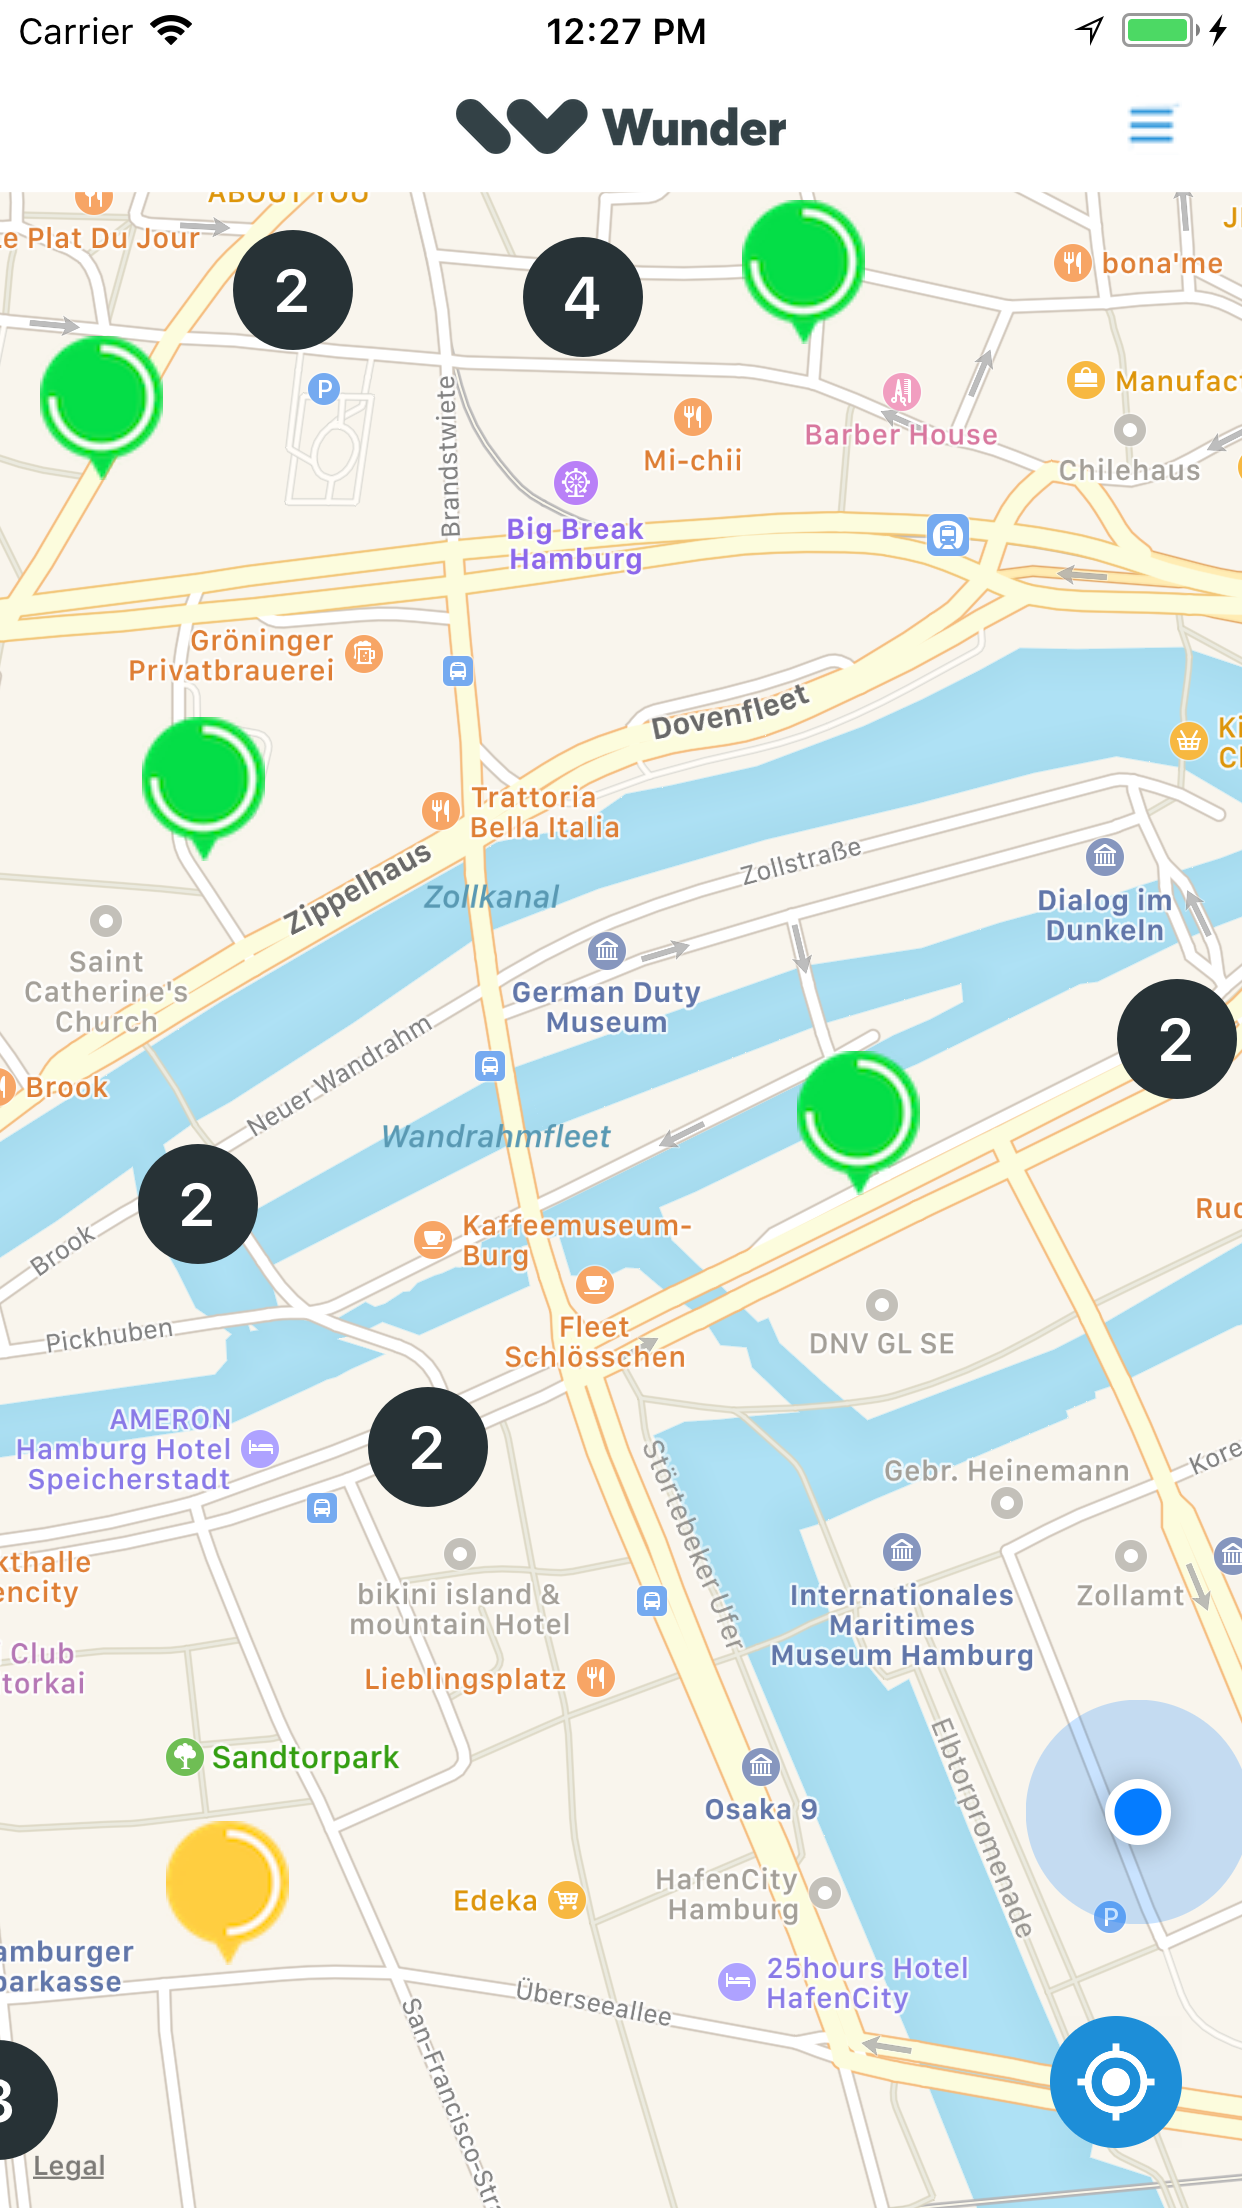 Carrier
12:27 PM
Wunder
ABOUT YOU
e Plat Du Jour
2
4
bona'me
Manufac
Chilehaus
Barber House
Mi-chii
Brandstwiete
P
Big Break
Hamburg
Gröninger
Privatbrauerei
Dovenfleet
Trattoria
Bella Italia
Zippelhaus
Zollkanal
Zollstraße
Dialog im
Dunkeln
Saint
Catherine's
Church
German Duty
Museum
2
Neuer Wandrahm
Brook
Wandrahmfleet
2
Brook
Kaffeemuseum-
Burg
Pickhuben
Fleet
Schlösschen
DNV GL SE
AMERON
Hamburg Hotel
Speicherstadt
2
Störtebeker Ufer
Gebr. Heinemann
Kore
kthalle
encity
bikini island &
mountain Hotel
Internationales
Maritimes
Museum Hamburg
Zollamt
Club
torkai
Lieblingsplatz
Sandtorpark
Osaka 9
Elbtorpromenade
HafenCity
Hamburg
Edeka
P
amburger
parkasse
25hours Hotel
HafenCity
Überseeallee
San-Francisco-Str
3
Legal